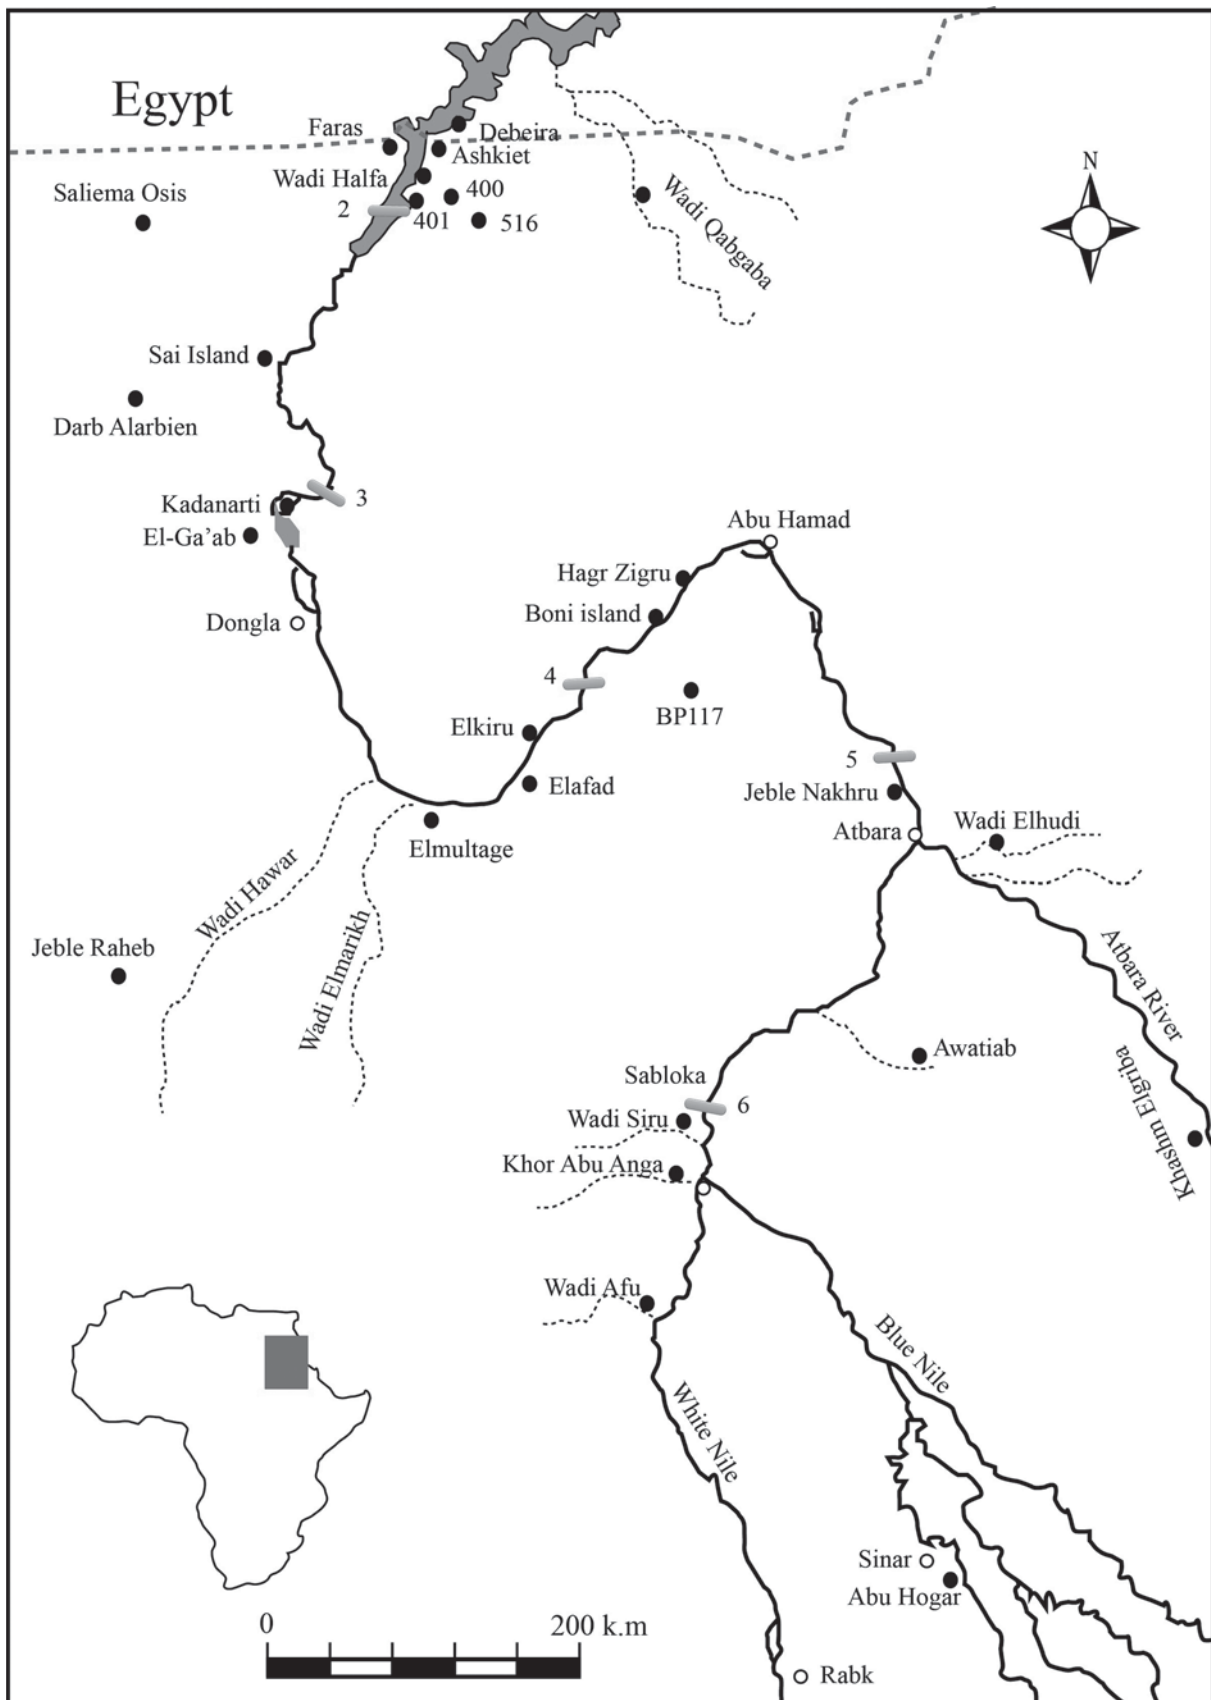 Egypt
Faras
Debeira
Ashkiet
Wadi Halfa
400
Saliema Osis
2
401
516
Wadi Qabgaba
N
Sai Island
Darb Alarbien
3
Kadanarti
El-Ga’ab
Abu Hamad
Hagr Zigru
Boni island
Dongla
4
BP117
Elkiru
5
Elafad
Jeble Nakhru
Atbara
Wadi Elhudi
Elmultage
Wadi Hawar
Wadi Elmarikh
Jeble Raheb
Atbara River
Awatiab
Khashm Elgriba
Sabloka
6
Wadi Siru
Khor Abu Anga
Wadi Afu
Blue Nile
White Nile
Sinar
Abu Hogar
0
200 k.m
Rabk